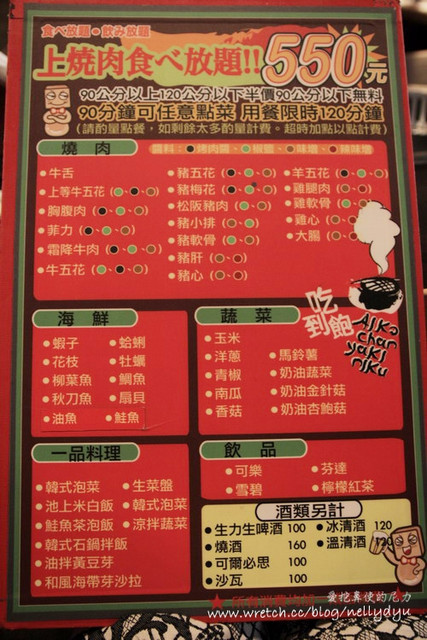 食べ放題。飲み放題
上燒肉食べ放題!! 550元
90公分以上120公分以下半價90公分以下無料
90分鐘可任意點菜 用餐限時120分鐘
(請酌量點餐，如剩餘太多酌量計費。超時加點以點計費)
燒肉
醬料：●烤肉醬 ●椒鹽 ●味增 ●辣味增
●牛舌
●上等牛五花
●胸腹肉
●菲力
●霜降牛肉
●牛五花
●豬五花
●豬梅花
●松阪豬肉
●豬小排
●豬軟骨
●豬肝
●豬心
●羊五花
●雞腿肉
●雞軟骨
●雞心
●大腸
吃到飽
Aiko chan yaki niku
海鮮
●蝦子
●花枝
●柳葉魚
●秋刀魚
●油魚
●蛤蜊
●牡蠣
●鯛魚
●扇貝
●鮭魚
蔬菜
●玉米
●洋蔥
●青椒
●南瓜
●香菇
●馬鈴薯
●奶油蔬菜
●奶油金針菇
●奶油杏鮑菇
一品料理
●韓式泡菜
●池上米白飯
●鮭魚茶泡飯
●韓式石鍋拌飯
●油拌黃豆芽
●和風海帶芽沙拉
●生菜盤
●韓式泡菜
●涼拌蔬菜
飲品
●可樂
●雪碧
●芬達
●檸檬紅茶
酒類另計
●生力生啤酒 100
●燒酒 160
●可爾必思 100
●沙瓦 100
●冰清酒 120
●溫清酒
愛挖鼻使的尼力
www.wretch.cc/blog/nellydyu